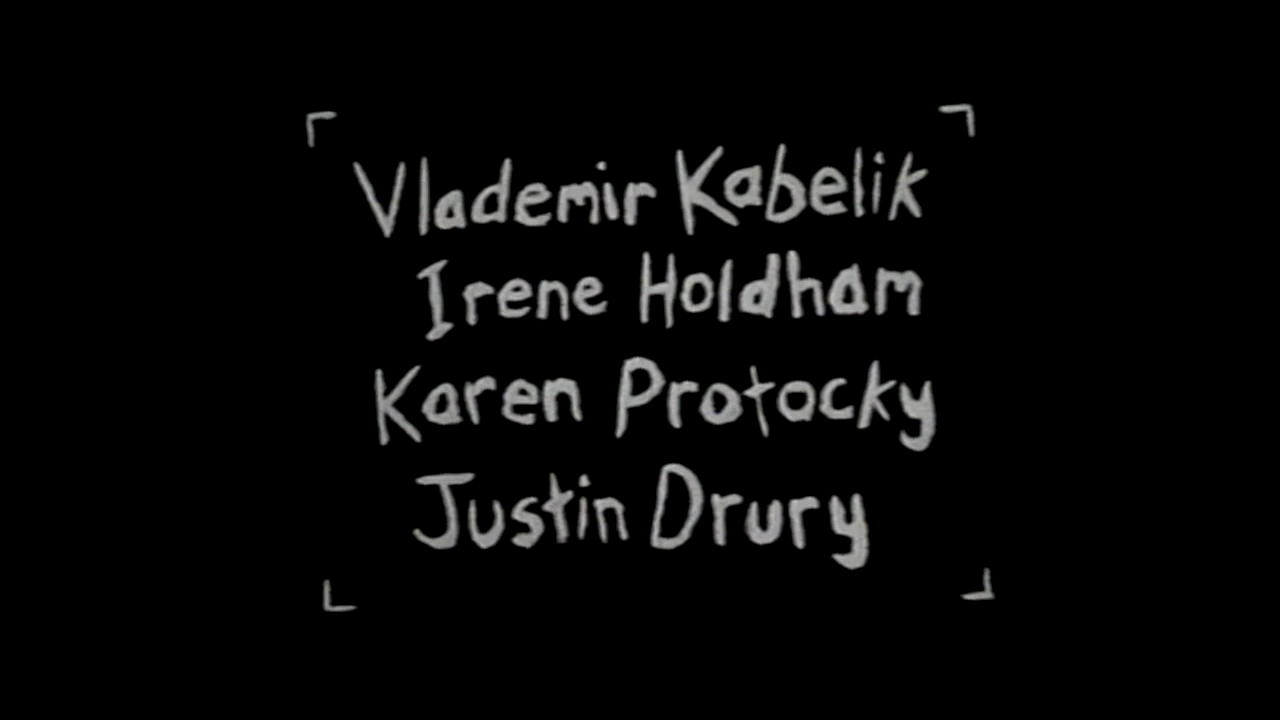 Vlademir Kabelik
Irene Holdham
Karen Protocky
Justin Drury